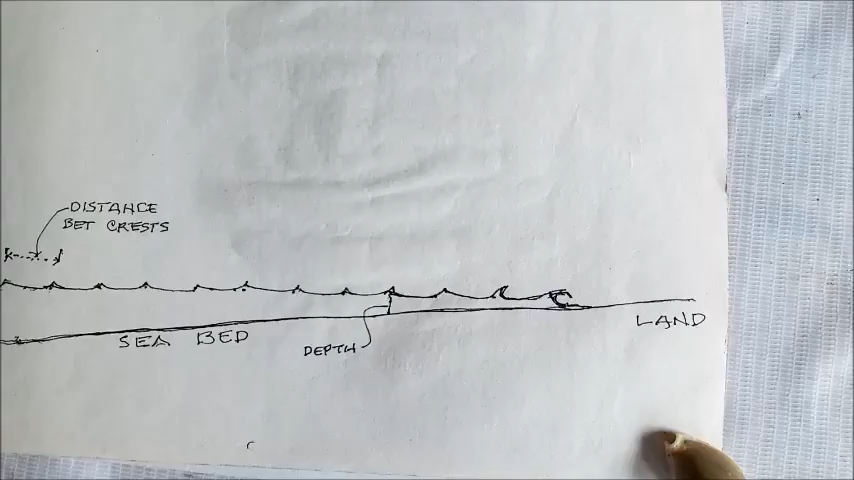 DISTANCE
BET CRESTS
SEA BED
DEPTH
LAND